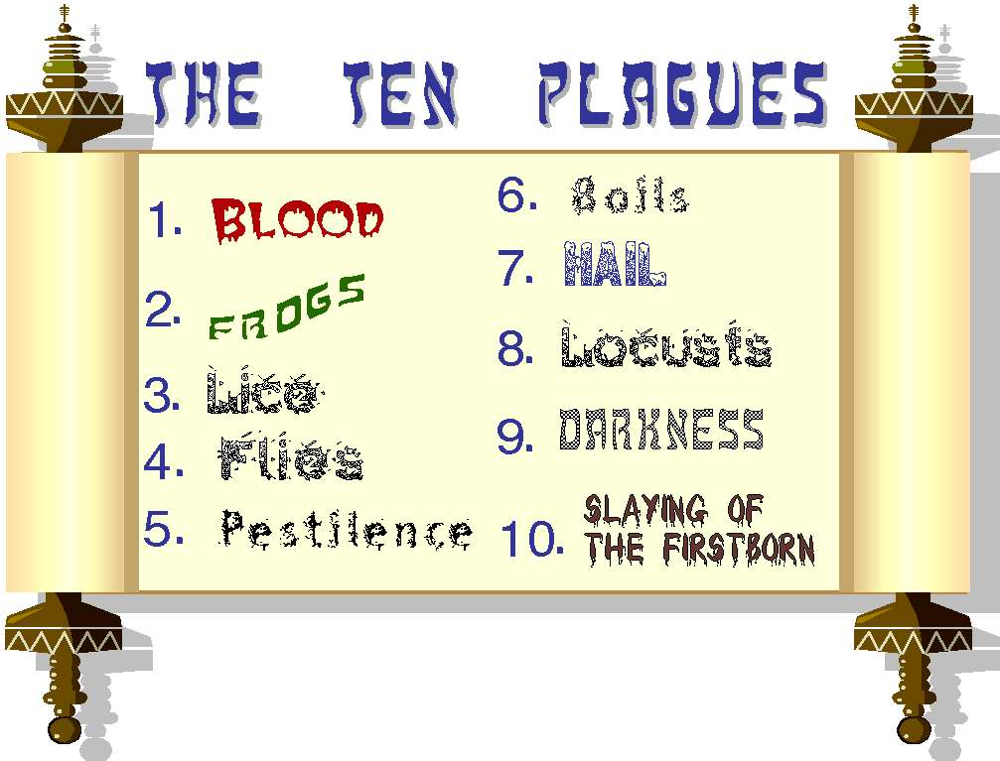 THE TEN PLAGUES
1. BLOOD
2. FROGS
3. Lice
4. Flies
5. Pestilence
6. Boils
7. HAIL
8. Locusts
9. DARKNESS
10. SLAYING OF
THE FIRSTBORN